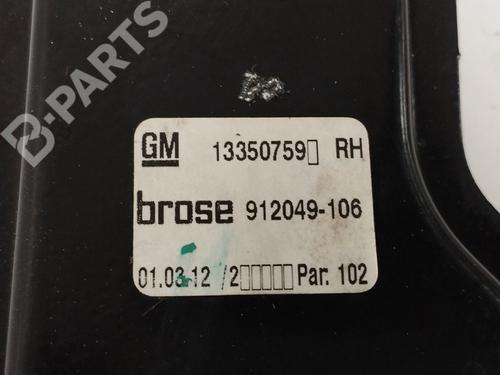 B-PARTS
GM 13350759▯ RH
brose 912049-106
01.03.12 /2▯▯▯▯▯ Par. 102